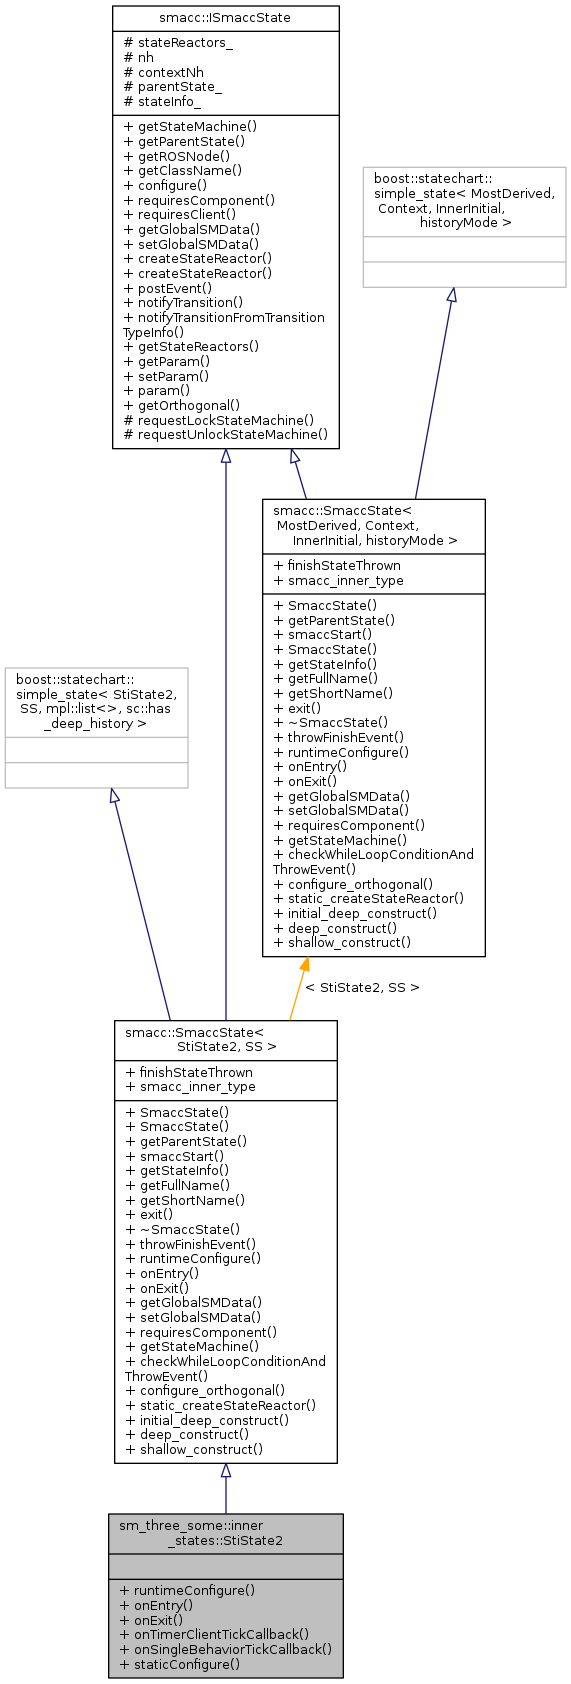 smacc::ISmaccState
# stateReactors_
# nh
# contextNh
# parentState_
# stateInfo_
+ getStateMachine()
+ getParentState()
+ getROSNode()
+ getClassName()
+ configure()
+ requiresComponent()
+ requiresClient()
+ getGlobalSMData()
+ setGlobalSMData()
+ createStateReactor()
+ createStateReactor()
+ postEvent()
+ notifyTransition()
+ notifyTransitionFromTransition
TypeInfo()
+ getStateReactors()
+ getParam()
+ setParam()
+ param()
+ getOrthogonal()
# requestLockStateMachine()
# requestUnlockStateMachine()
boost::statechart::
simple_state< MostDerived,
Context, InnerInitial,
historyMode >
smacc::SmaccState<
MostDerived, Context,
InnerInitial, historyMode >
+ finishStateThrown
+ smacc_inner_type
+ SmaccState()
+ getParentState()
+ smaccStart()
+ SmaccState()
+ getStateInfo()
+ getFullName()
+ getShortName()
+ exit()
+ ~SmaccState()
+ throwFinishEvent()
+ runtimeConfigure()
+ onEntry()
+ onExit()
+ getGlobalSMData()
+ setGlobalSMData()
+ requiresComponent()
+ getStateMachine()
+ checkWhileLoopConditionAnd
ThrowEvent()
+ configure_orthogonal()
+ static_createStateReactor()
+ initial_deep_construct()
+ deep_construct()
+ shallow_construct()
boost::statechart::
simple_state< StiState2,
SS, mpl::list<>, sc::has
_deep_history >
< StiState2, SS >
smacc::SmaccState<
StiState2, SS >
+ finishStateThrown
+ smacc_inner_type
+ SmaccState()
+ SmaccState()
+ getParentState()
+ smaccStart()
+ getStateInfo()
+ getFullName()
+ getShortName()
+ exit()
+ ~SmaccState()
+ throwFinishEvent()
+ runtimeConfigure()
+ onEntry()
+ onExit()
+ getGlobalSMData()
+ setGlobalSMData()
+ requiresComponent()
+ getStateMachine()
+ checkWhileLoopConditionAnd
ThrowEvent()
+ configure_orthogonal()
+ static_createStateReactor()
+ initial_deep_construct()
+ deep_construct()
+ shallow_construct()
sm_three_some::inner
_states::StiState2
+ runtimeConfigure()
+ onEntry()
+ onExit()
+ onTimerClientTickCallback()
+ onSingleBehaviorTickCallback()
+ staticConfigure()